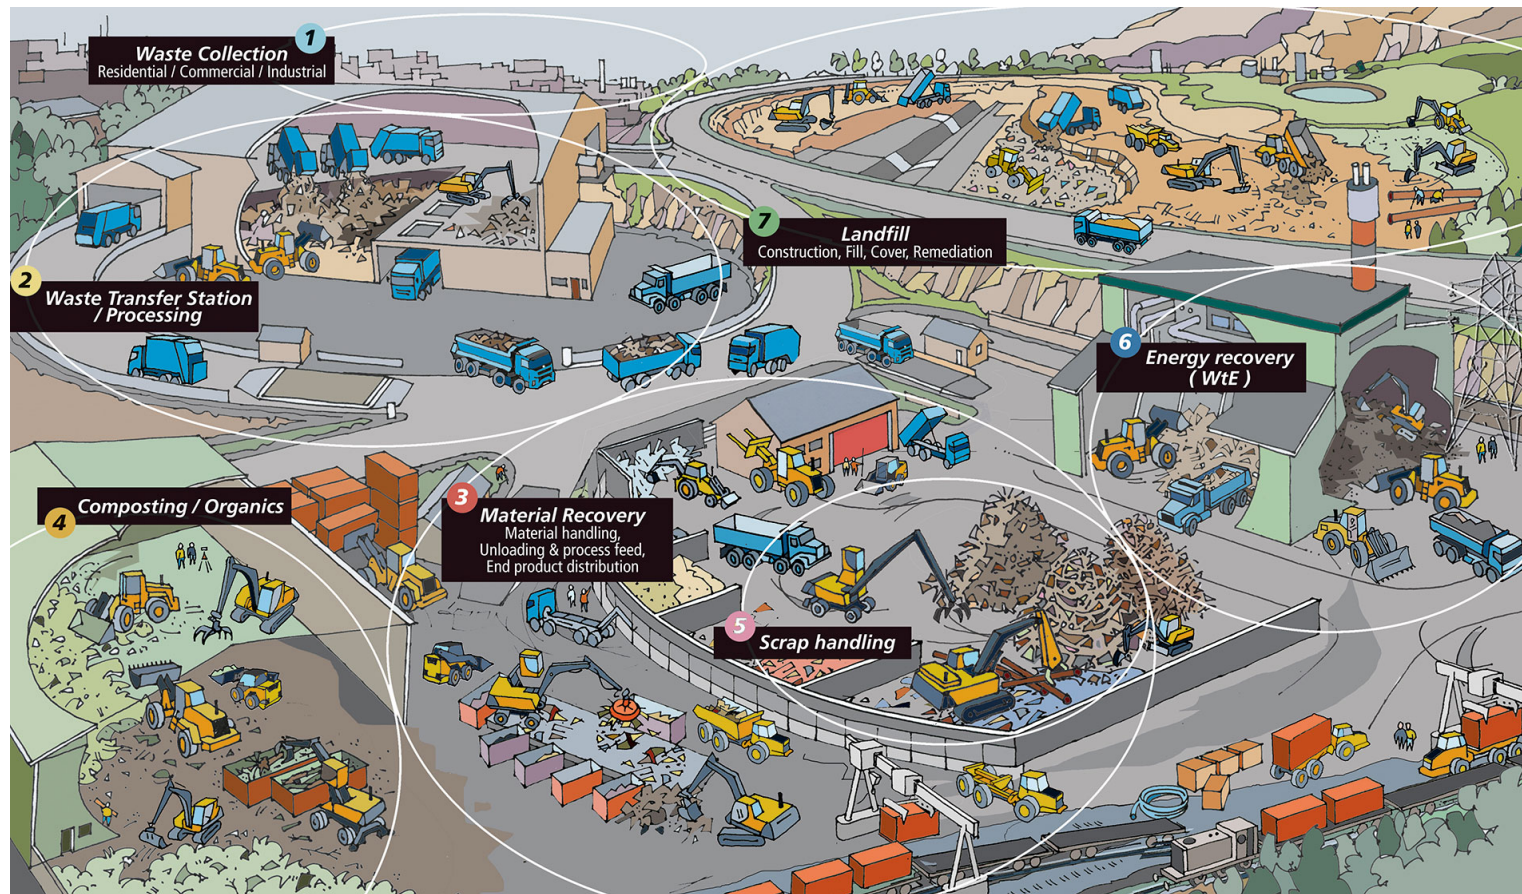 1
Waste Collection
Residential / Commercial / Industrial
2
Waste Transfer Station
/ Processing
7
Landfill
Construction, Fill, Cover, Remediation
6
Energy recovery
( WtE )
3
Material Recovery
Material handling,
Unloading & process feed,
End product distribution
4
Composting / Organics
5
Scrap handling